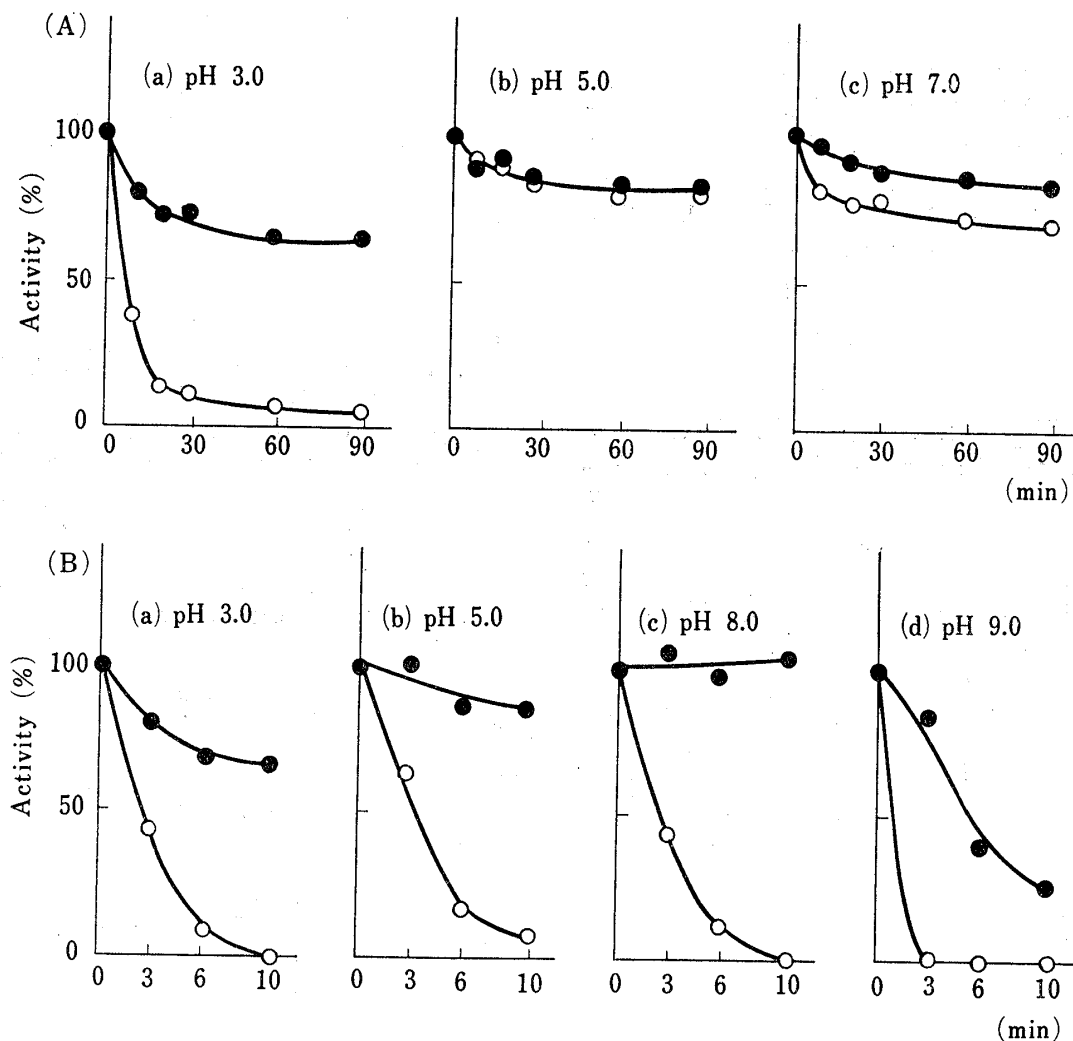 (A)
(a) pH 3.0
(b) pH 5.0
(c) pH 7.0
Activity (%)
100
50
0
0 30 60 90
0 30 60 90
0 30 60 90
(min)
(B)
(a) pH 3.0
(b) pH 5.0
(c) pH 8.0
(d) pH 9.0
Activity (%)
100
50
0
0 3 6 10
0 3 6 10
0 3 6 10
0 3 6 10
(min)